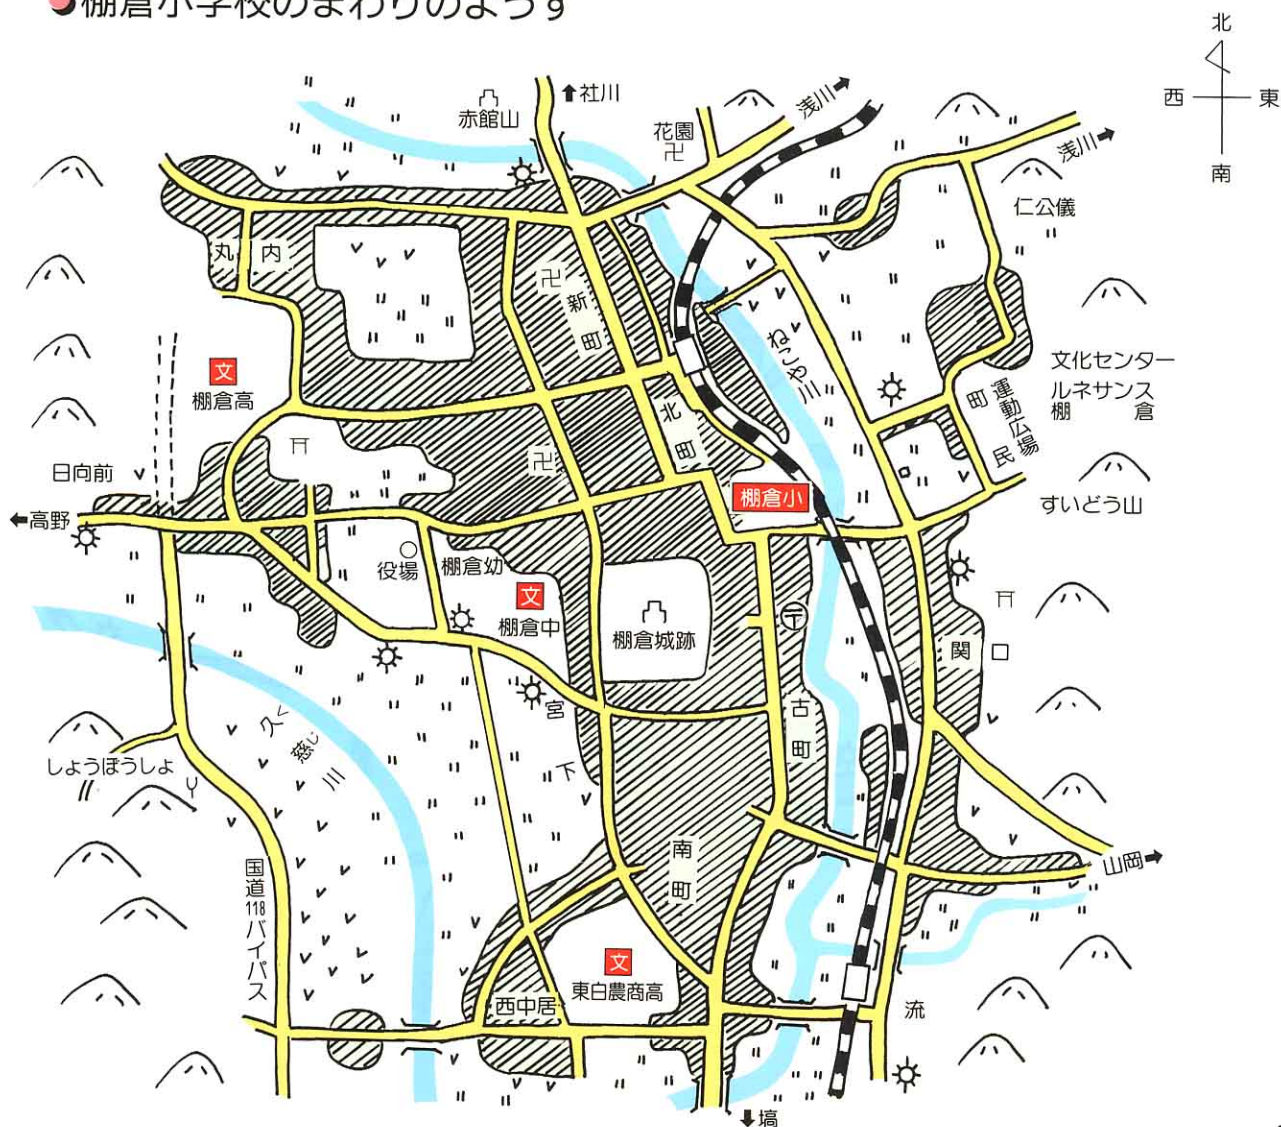 棚倉小学校のまわりのようす
北
西
東
南
社川
赤館山
花園
浅川
浅川
仁公儀
丸内
新町
ねこや川
文
棚倉高
北町
文化センター
ルネサンス
棚倉
町民運動広場
日向前
棚倉小
すいどう山
高野
役場
棚倉幼
文
棚倉中
棚倉城跡
関口
宮下
古町
久慈川
くじ
しょうぼうしょ
南町
山岡
国道118バイパス
文
東白農商高
西中居
流
塙